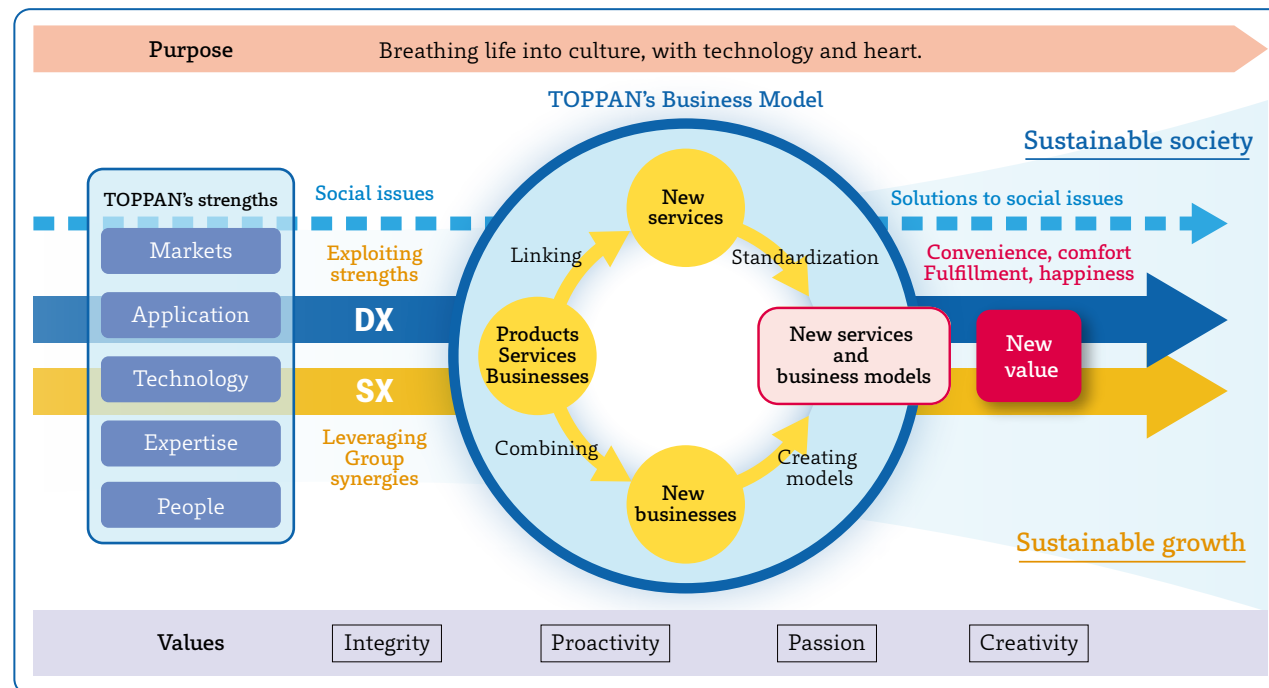 Purpose
Breathing life into culture, with technology and heart.
TOPPAN's Business Model
Sustainable society
TOPPAN's strengths
Markets
Application
Technology
Expertise
People
Social issues
Exploiting
strengths
DX
SX
Leveraging
Group
synergies
New
services
Linking
Standardization
Products
Services
Businesses
New services
and
business models
Combining
Creating
models
New
businesses
Solutions to social issues
Convenience, comfort
Fulfillment, happiness
New
value
Sustainable growth
Values
Integrity
Proactivity
Passion
Creativity